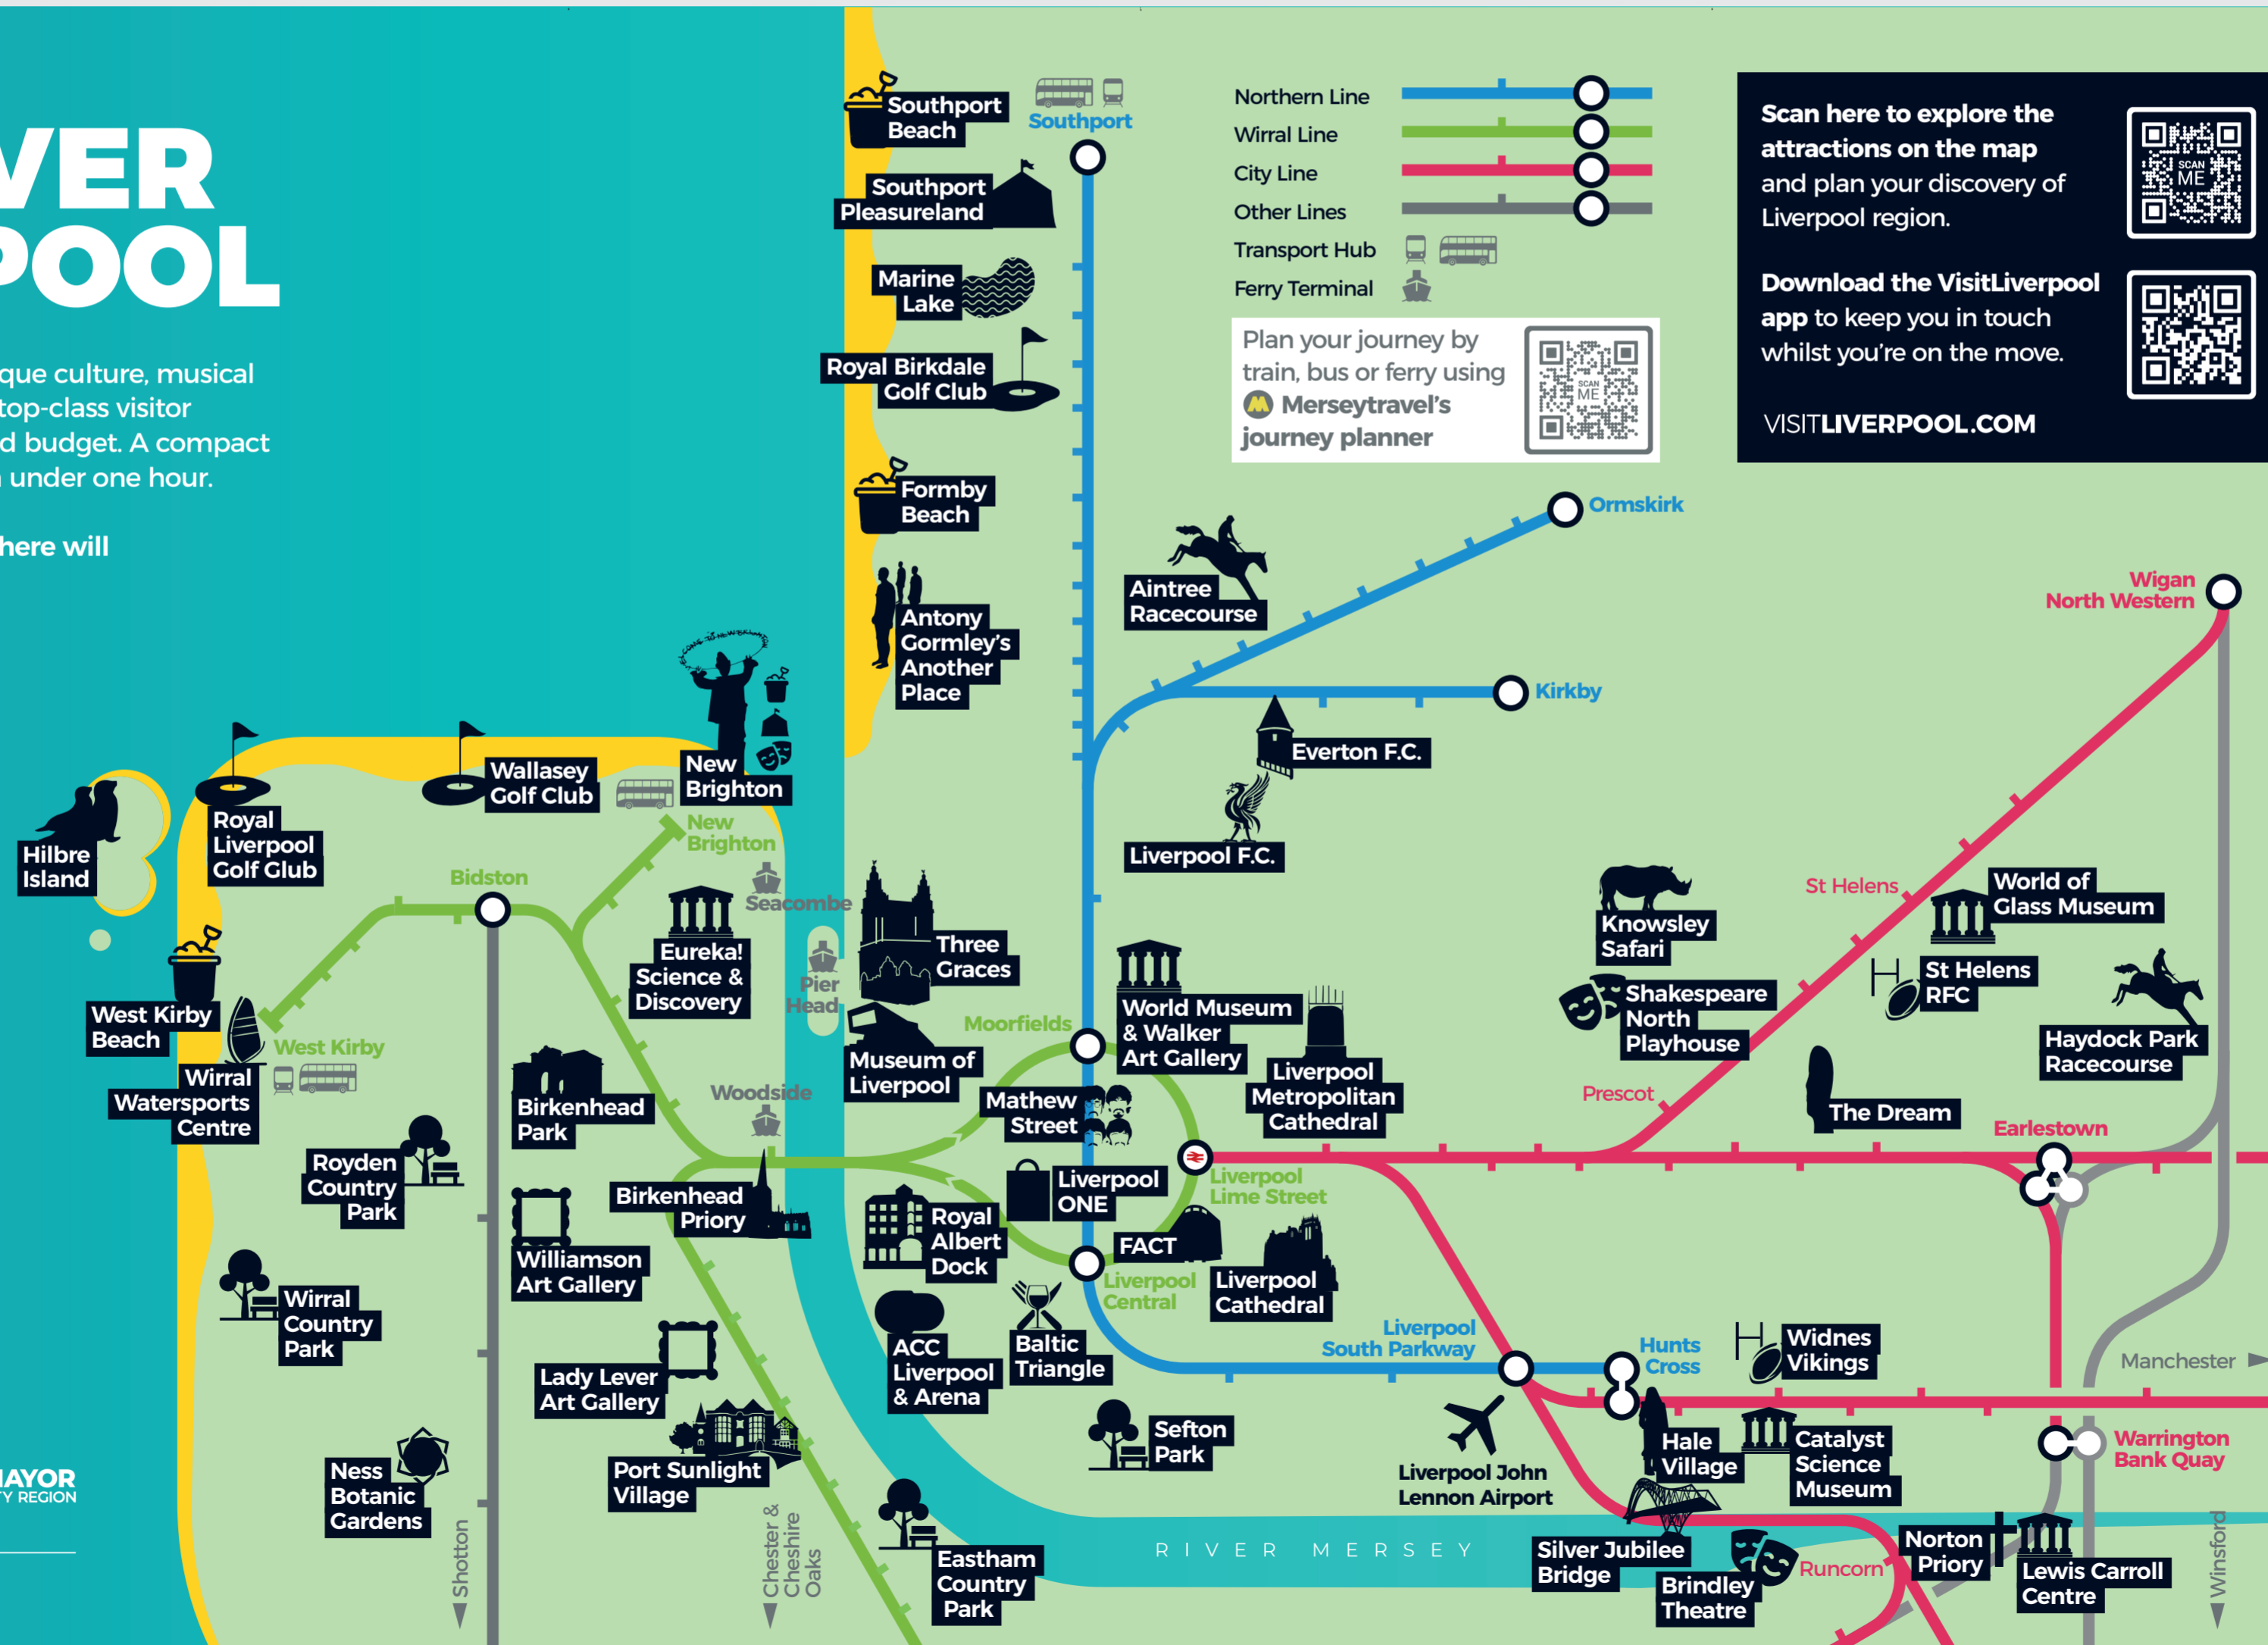 VER
POOL
que culture, musical
top-class visitor
d budget. A compact
under one hour.
here will
MAYOR
TY REGION
Southport
Beach
Southport
Southport
Pleasureland
Marine
Lake
Royal Birkdale
Golf Club
Formby
Beach
Antony
Gormley's
Another
Place
Northern Line
Wirral Line
City Line
Other Lines
Transport Hub
Ferry Terminal
Plan your journey by
train, bus or ferry using
Merseytravel's
journey planner
SCAN
ME
Scan here to explore the
attractions on the map
and plan your discovery of
Liverpool region.
SCAN
ME
Download the VisitLiverpool
app to keep you in touch
whilst you're on the move.
VISITLIVERPOOL.COM
Ormskirk
Aintree
Racecourse
Kirkby
Everton F.C.
Liverpool F.C.
Wigan
North Western
Hilbre
Island
Royal
Liverpool
Golf Glub
Wallasey
Golf Club
New
Brighton
New
Brighton
Bidston
Seacombe
Eureka!
Science &
Discovery
Pier
Head
Three
Graces
Museum of
Liverpool
West Kirby
Beach
West Kirby
Wirral
Watersports
Centre
Birkenhead
Park
Woodside
Moorfields
World Museum
& Walker
Art Gallery
Mathew
Street
Liverpool
Metropolitan
Cathedral
Knowsley
Safari
Shakespeare
North
Playhouse
St Helens
World of
Glass Museum
St Helens
RFC
Haydock Park
Racecourse
Prescot
The Dream
Earlestown
Royden
Country
Park
Birkenhead
Priory
Liverpool
ONE
Liverpool
Lime Street
Royal
Albert
Dock
FACT
Williamson
Art Gallery
Liverpool
Central
Liverpool
Cathedral
Wirral
Country
Park
ACC
Liverpool
& Arena
Baltic
Triangle
Liverpool
South Parkway
Hunts
Cross
Widnes
Vikings
Manchester
Lady Lever
Art Gallery
Port Sunlight
Village
Sefton
Park
Liverpool John
Lennon Airport
Hale
Village
Catalyst
Science
Museum
Warrington
Bank Quay
Ness
Botanic
Gardens
Shotton
Chester &
Cheshire
Oaks
Eastham
Country
Park
RIVER MERSEY
Silver Jubilee
Bridge
Brindley
Theatre
Runcorn
Norton
Priory
Lewis Carroll
Centre
Winsford